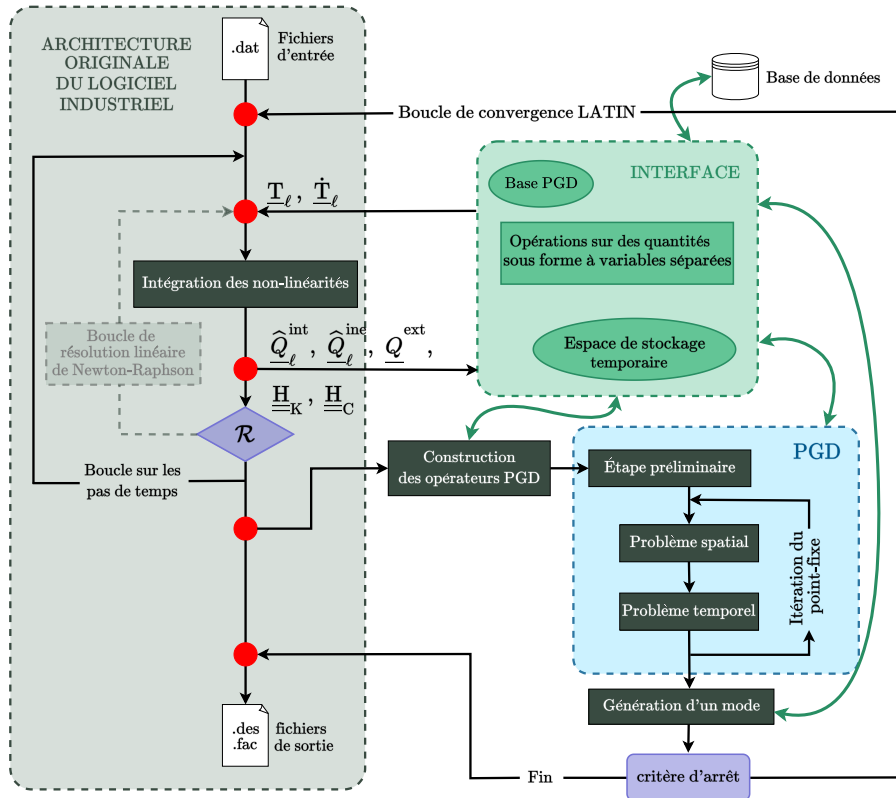 ARCHITECTURE
ORIGINALE
DU LOGICIEL
INDUSTRIEL
.dat
Fichiers
d'entrée
Base de données
Boucle de convergence LATIN
INTERFACE
Base PGD
T_ℓ, Ṫ_ℓ
Opérations sur des quantités
sous forme à variables séparées
Intégration des non-linéarités
Boucle de
résolution linéaire
de Newton-Raphson
Q̂_ℓ^int, Q̂_ℓ^ine, Q^ext,
H_K, H_C
Espace de stockage
temporaire
R
Boucle sur les
pas de temps
Construction
des opérateurs PGD
PGD
Étape préliminaire
Problème spatial
Problème temporel
Itération du
point-fixe
Génération d'un mode
.des
.fac
fichiers
de sortie
Fin
critère d'arrêt